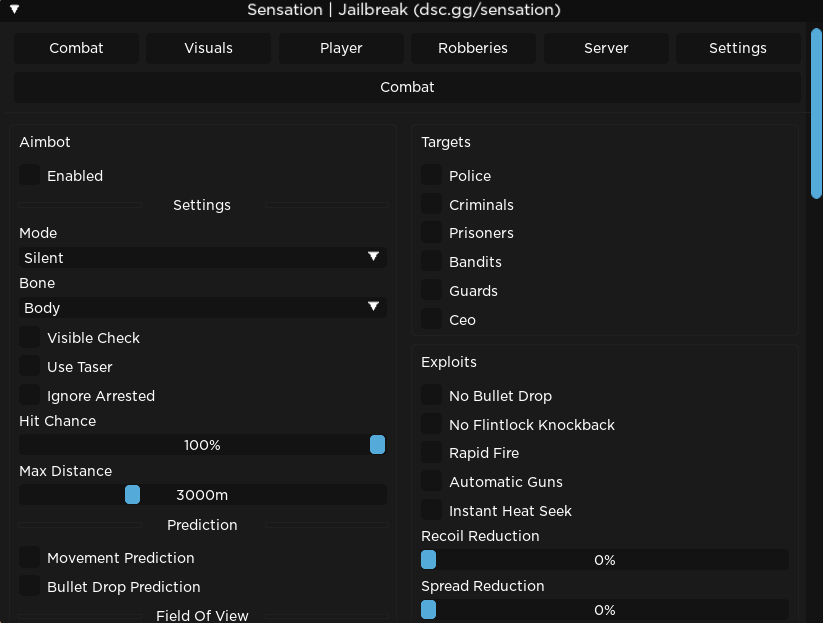 Sensation | Jailbreak (dsc.gg/sensation)
Combat Visuals Player Robberies Server Settings
Combat
Aimbot
Enabled
Settings
Mode
Silent
Bone
Body
Visible Check
Use Taser
Ignore Arrested
Hit Chance
100%
Max Distance
3000m
Prediction
Movement Prediction
Bullet Drop Prediction
Field Of View
Targets
Police
Criminals
Prisoners
Bandits
Guards
Ceo
Exploits
No Bullet Drop
No Flintlock Knockback
Rapid Fire
Automatic Guns
Instant Heat Seek
Recoil Reduction
0%
Spread Reduction
0%